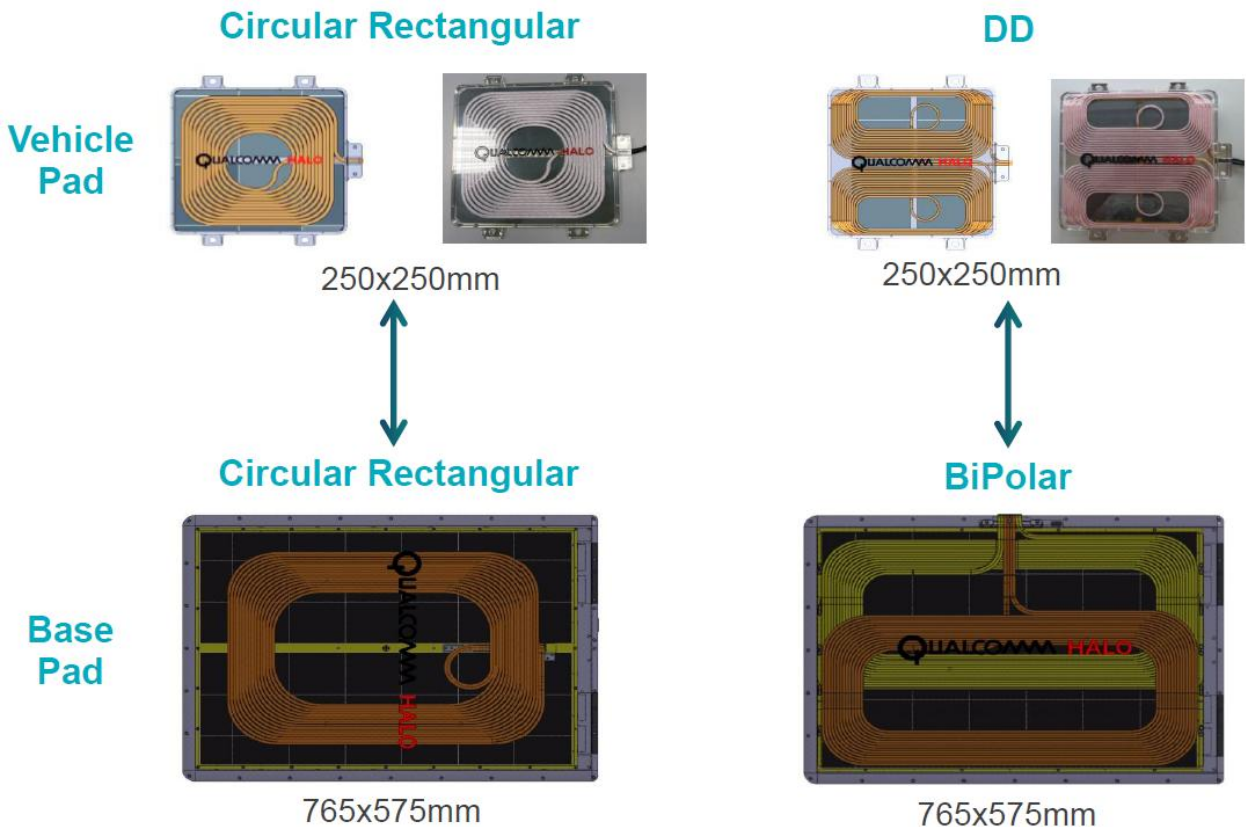 Circular Rectangular
DD
Vehicle
Pad
QUALCOMM HALO
QUALCOMM HALO
QUALCOMM HALO
QUALCOMM HALO
250x250mm
250x250mm
Circular Rectangular
BiPolar
Base
Pad
QUALCOMM HALO
QUALCOMM HALO
765x575mm
765x575mm